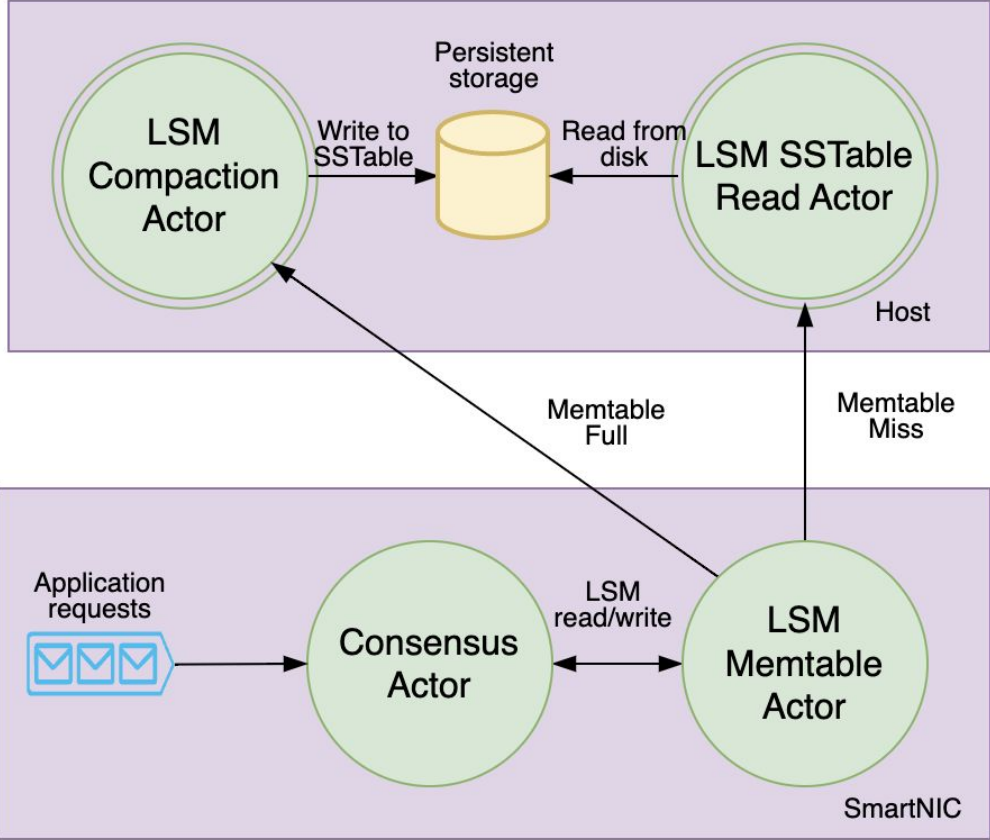 Persistent
storage
LSM
Compaction
Actor
Write to
SSTable
Read from
disk
LSM SSTable
Read Actor
Host
Memtable
Full
Memtable
Miss
Application
requests
Consensus
Actor
LSM
read/write
LSM
Memtable
Actor
SmartNIC